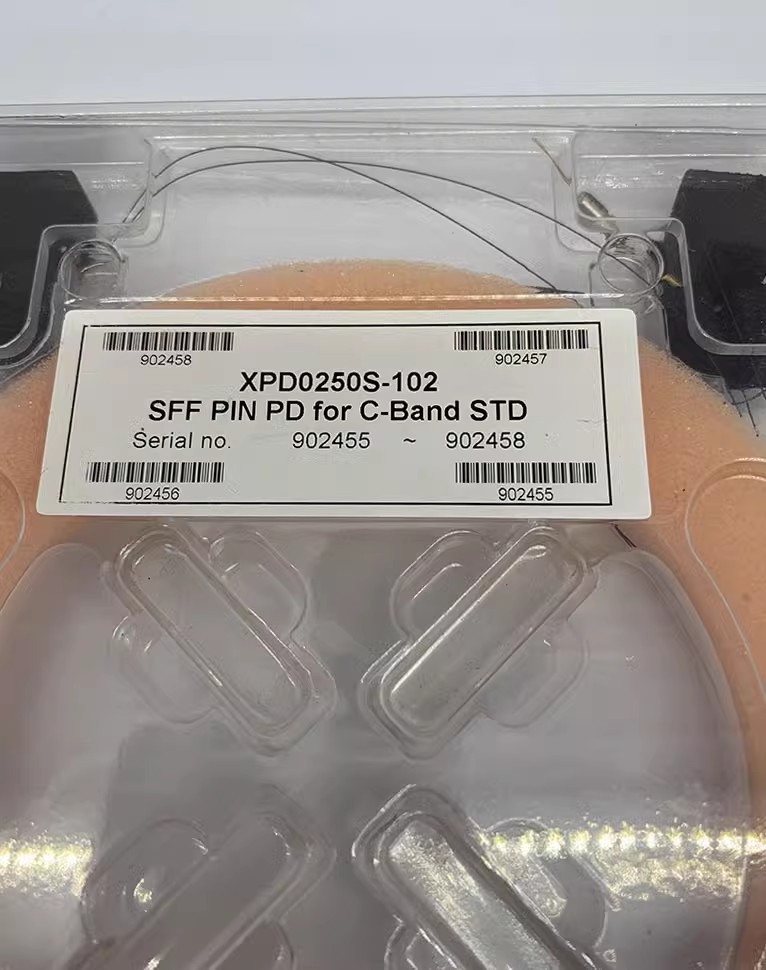 902458 902457
XPD0250S-102
SFF PIN PD for C-Band STD
Serial no. 902455 ~ 902458
902456 902455